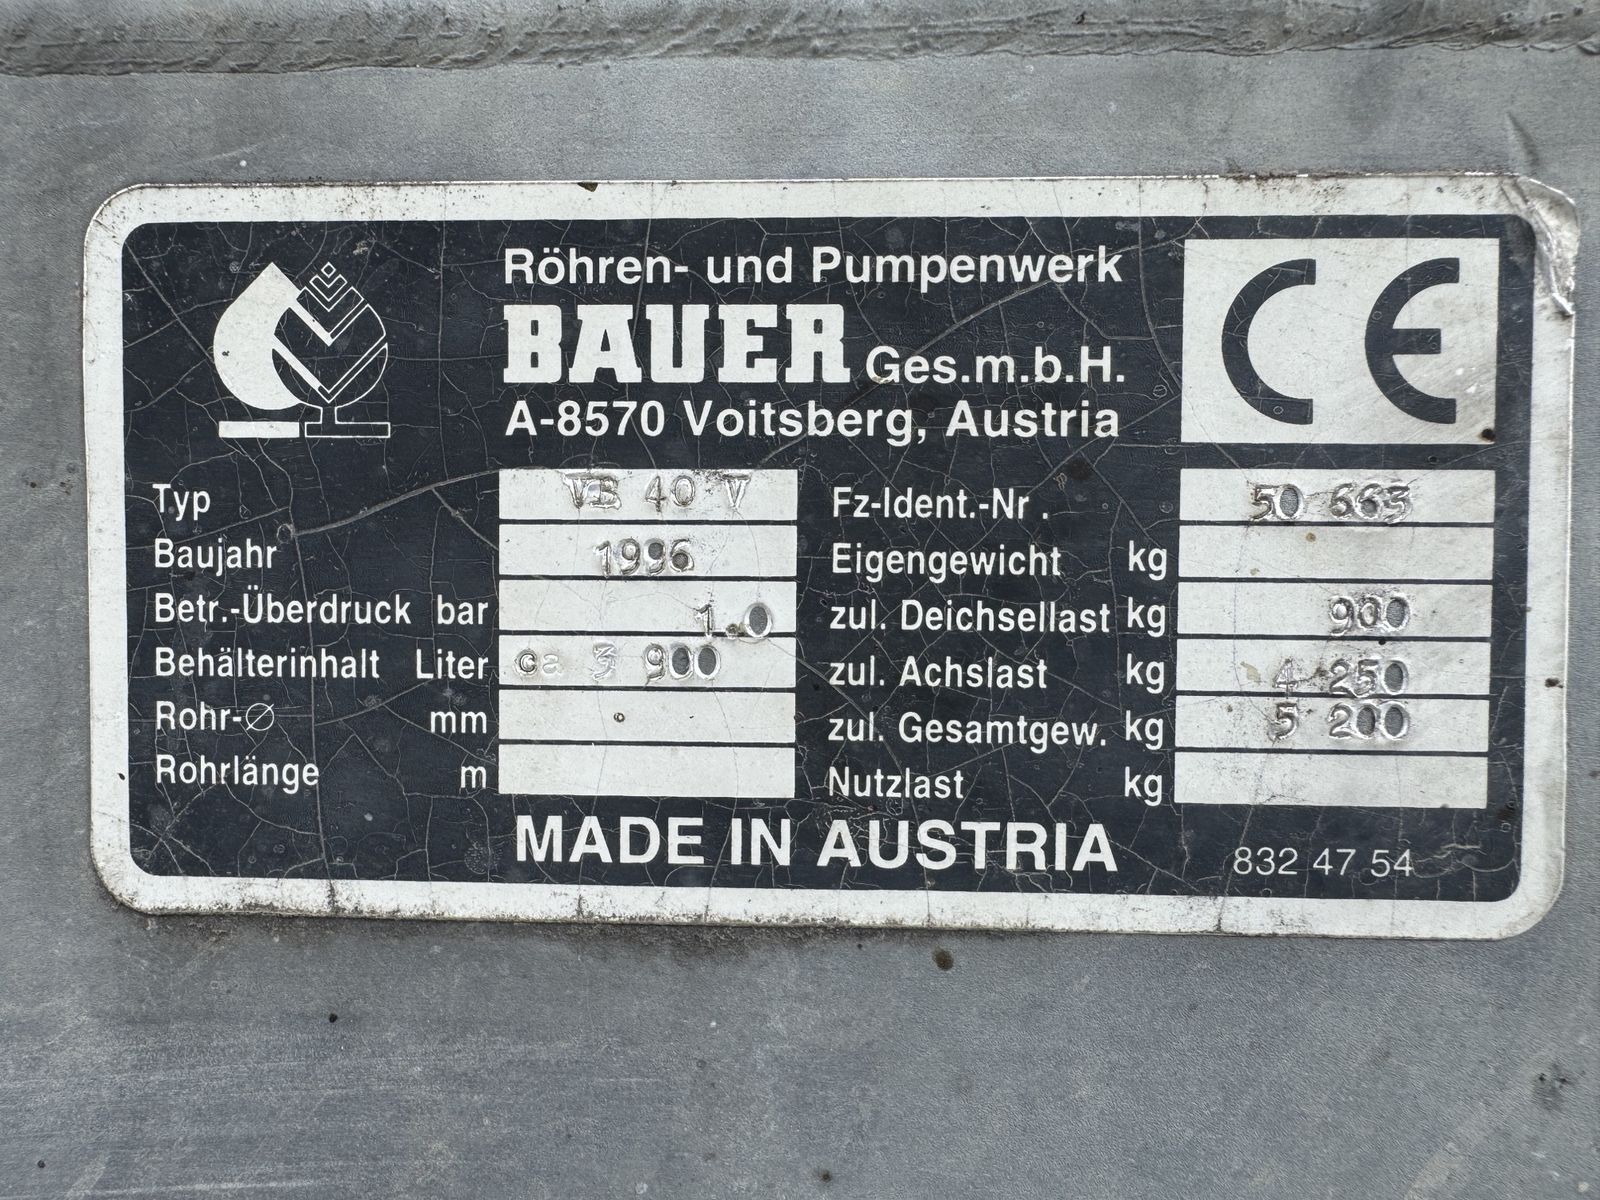 Röhren- und Pumpenwerk
BAUER Ges.m.b.H.
A-8570 Voitsberg, Austria
CE
Typ VB 40 V
Baujahr 1996
Betr.-Überdruck bar 1.0
Behälterinhalt Liter ca 3 900
Rohr-∅ mm
Rohrlänge m
Fz-Ident.-Nr. 50 663
Eigengewicht kg
zul. Deichsellast kg 900
zul. Achslast kg 4 250
zul. Gesamtgew. kg 5 200
Nutzlast kg
MADE IN AUSTRIA
832 47 54